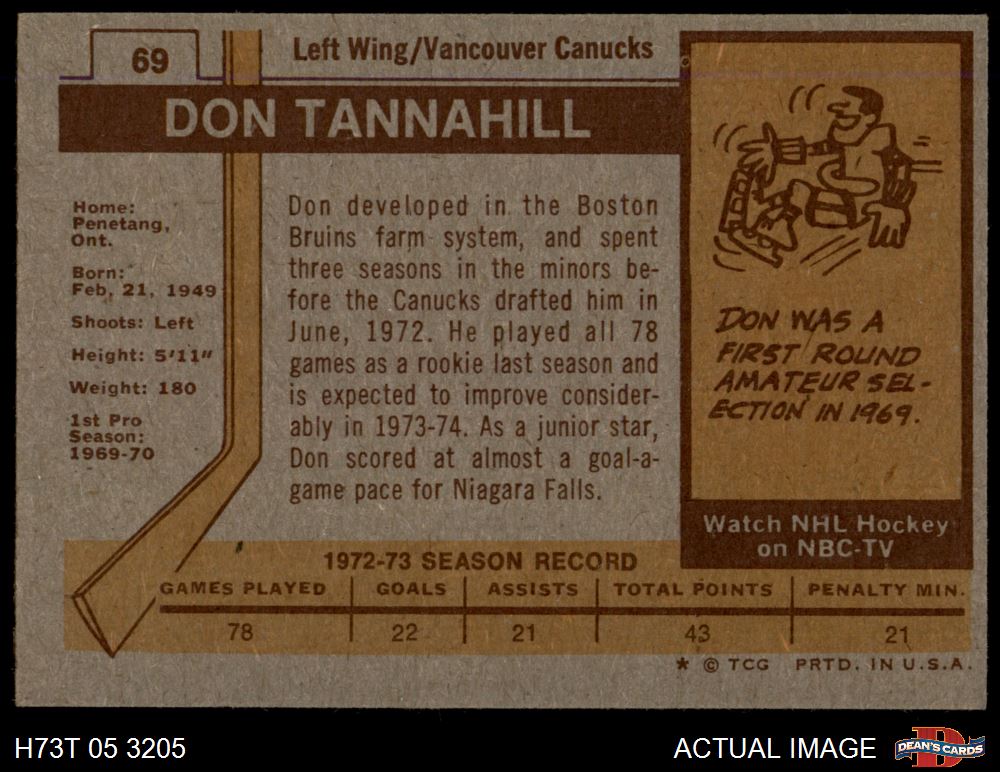 69
Left Wing/Vancouver Canucks
DON TANNAHILL
Home:
Penetang,
Ont.
Born:
Feb, 21, 1949
Shoots: Left
Height: 5'11"
Weight: 180
1st Pro
Season:
1969-70
Don developed in the Boston
Bruins farm system, and spent
three seasons in the minors be-
fore the Canucks drafted him in
June, 1972. He played all 78
games as a rookie last season and
is expected to improve consider-
ably in 1973-74. As a junior star,
Don scored at almost a goal-a-
game pace for Niagara Falls.
DON WAS A
FIRST ROUND
AMATEUR SEL-
ECTION IN 1969.
Watch NHL Hockey
on NBC-TV
1972-73 SEASON RECORD
GAMES PLAYED GOALS ASSISTS TOTAL POINTS PENALTY MIN.
78 22 21 43 21
* © TCG PRTD. IN U.S.A.
H73T 05 3205
ACTUAL IMAGE
D
DEAN'S CARDS